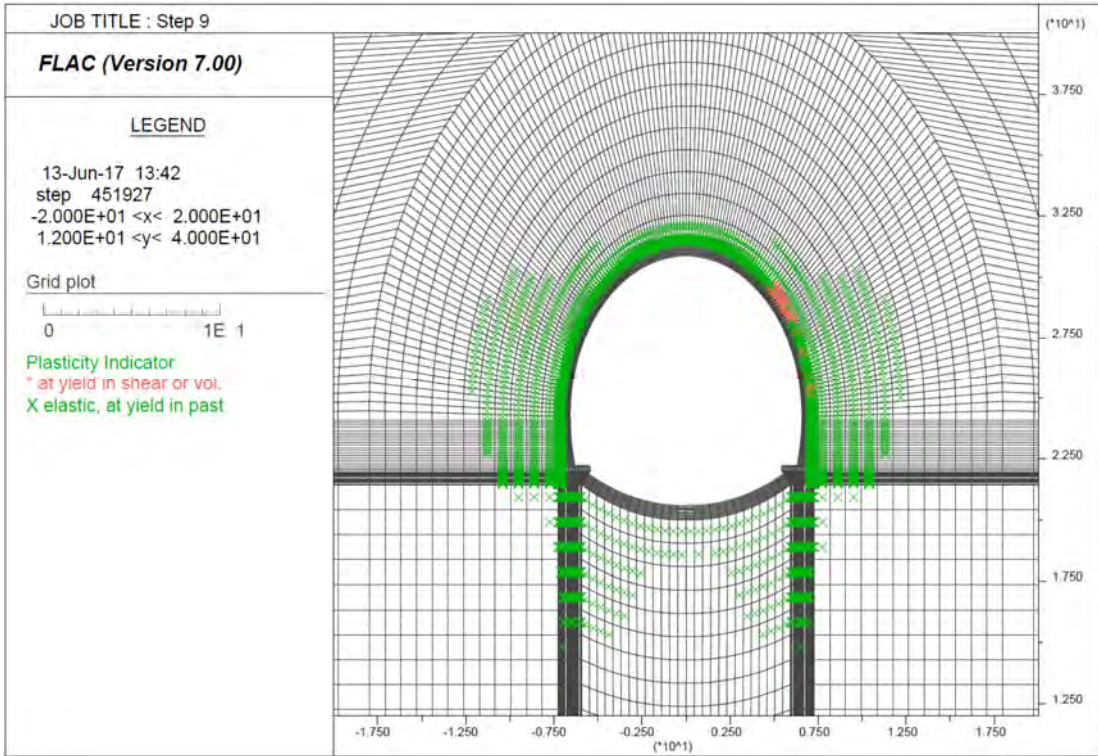 JOB TITLE : Step 9
FLAC (Version 7.00)
LEGEND
13-Jun-17 13:42
step 451927
-2.000E+01 <x< 2.000E+01
1.200E+01 <y< 4.000E+01
Grid plot
0 1E 1
Plasticity Indicator
* at yield in shear or vol.
X elastic, at yield in past
(*10^1)
3.750
3.250
2.750
2.250
1.750
1.250
-1.750 -1.250 -0.750 -0.250 0.250 0.750 1.250 1.750
(*10^1)